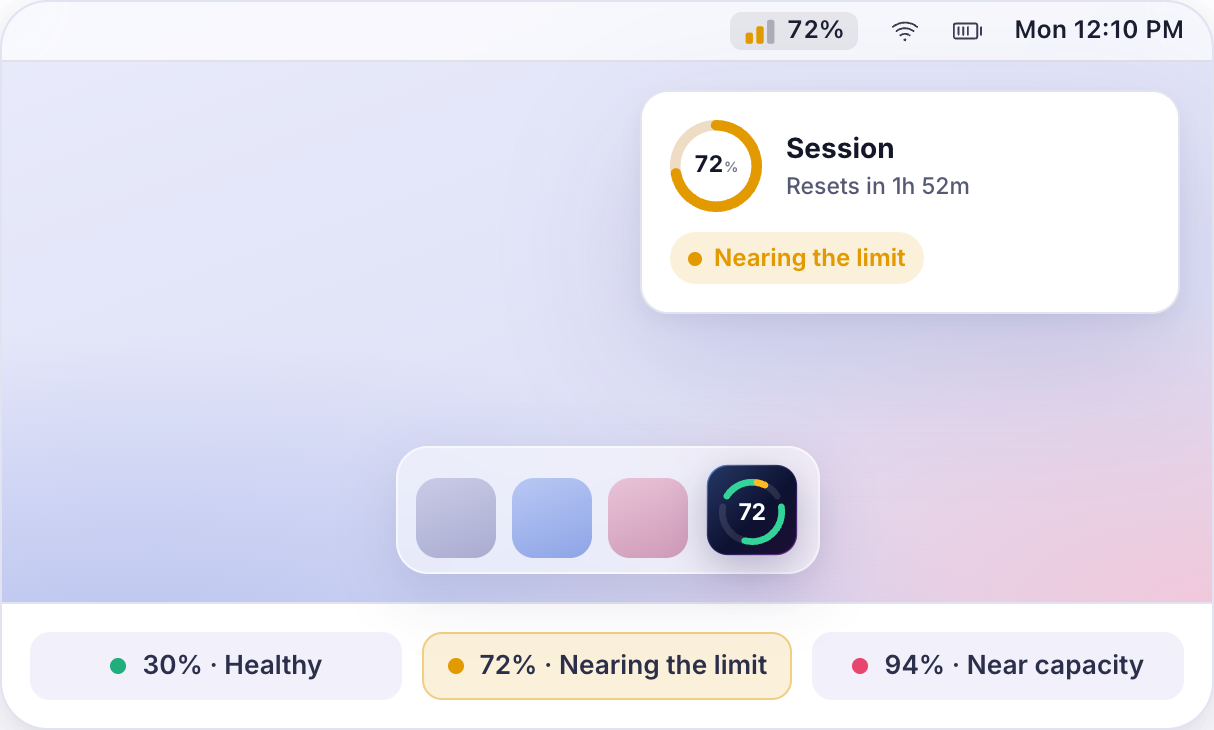 72% Mon 12:10 PM
72%
Session
Resets in 1h 52m
Nearing the limit
72
30% · Healthy
72% · Nearing the limit
94% · Near capacity